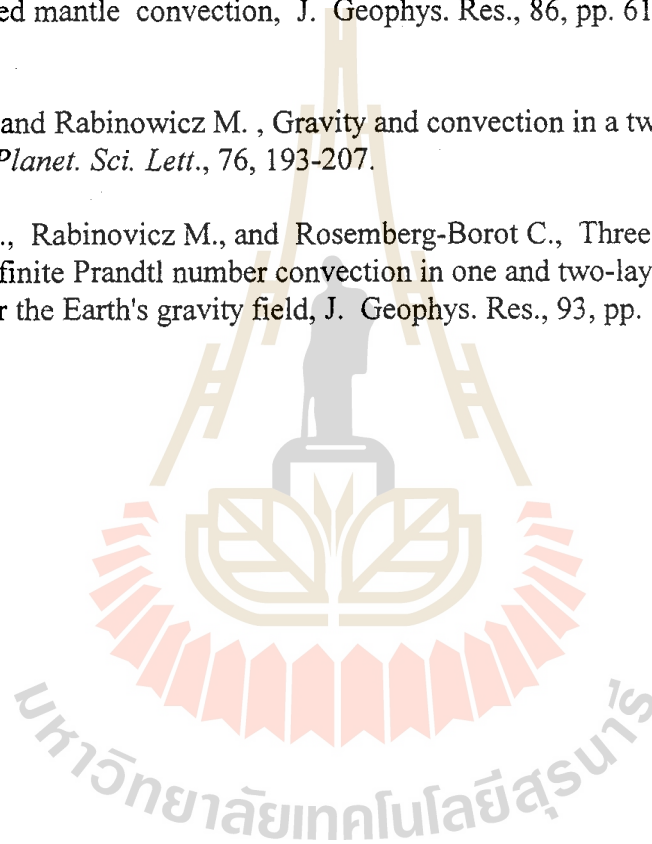 ed mantle convection, J. Geophys. Res., 86, pp. 61
and Rabinowicz M. , Gravity and convection in a tw
Planet. Sci. Lett., 76, 193-207.
., Rabinovicz M., and Rosemberg-Borot C., Three
finite Prandtl number convection in one and two-lay
r the Earth's gravity field, J. Geophys. Res., 93, pp.
มหาวิทยาลัยเทคโนโลยีสุรนารี